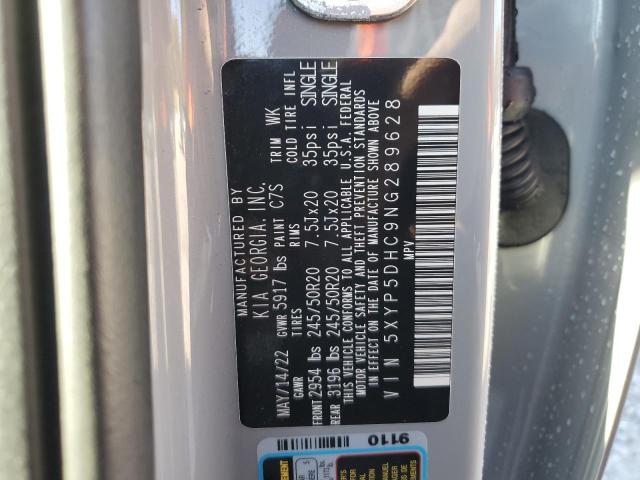 MANUFACTURED BY
KIA GEORGIA, INC.
MAY/14/22 GVWR 5917 lbs PAINT C7S TRIM WK
GAWR TIRES RIMS COLD TIRE INFL
FRONT 2954 lbs 245/50R20 7.5Jx20 35psi SINGLE
REAR 3196 lbs 245/50R20 7.5Jx20 35psi SINGLE
THIS VEHICLE CONFORMS TO ALL APPLICABLE U.S.A. FEDERAL
MOTOR VEHICLE SAFETY AND THEFT PREVENTION STANDARDS
IN EFFECT ON THE DATE OF MANUFACTURE SHOWN ABOVE
VIN 5XYP5DHC9NG289628
MPV
9110